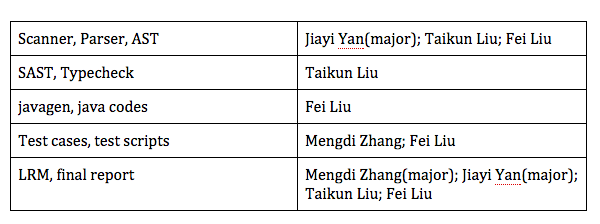 Scanner, Parser, AST
Jiayi Yan(major); Taikun Liu; Fei Liu
SAST, Typecheck
Taikun Liu
javagen, java codes
Fei Liu
Test cases, test scripts
Mengdi Zhang; Fei Liu
LRM, final report
Mengdi Zhang(major); Jiayi Yan(major);
Taikun Liu; Fei Liu